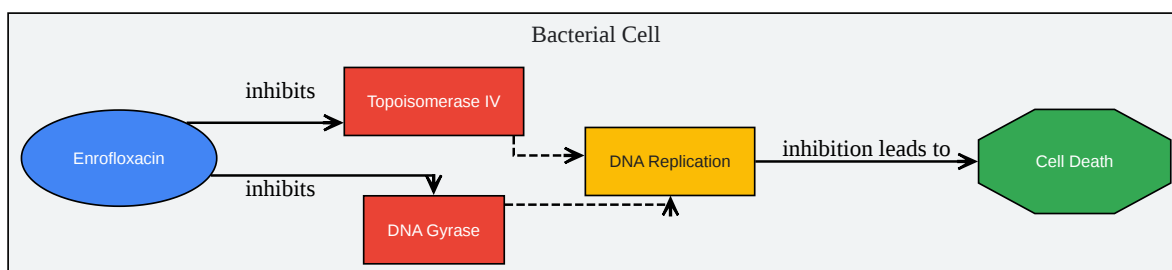 Bacterial Cell
inhibits
Topoisomerase IV
Enrofloxacin
DNA Replication
inhibition leads to
Cell Death
inhibits
DNA Gyrase